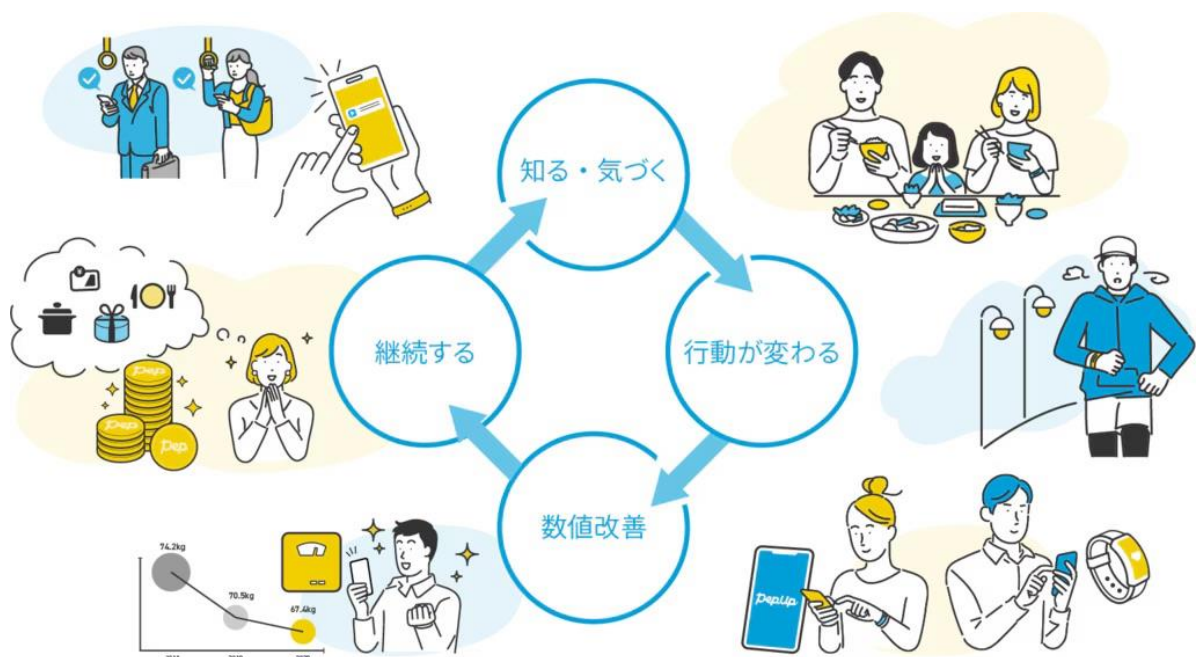 知る・気づく
行動が変わる
数値改善
継続する
Pep
Pep
74.2kg
70.5kg
67.4kg
PepUp